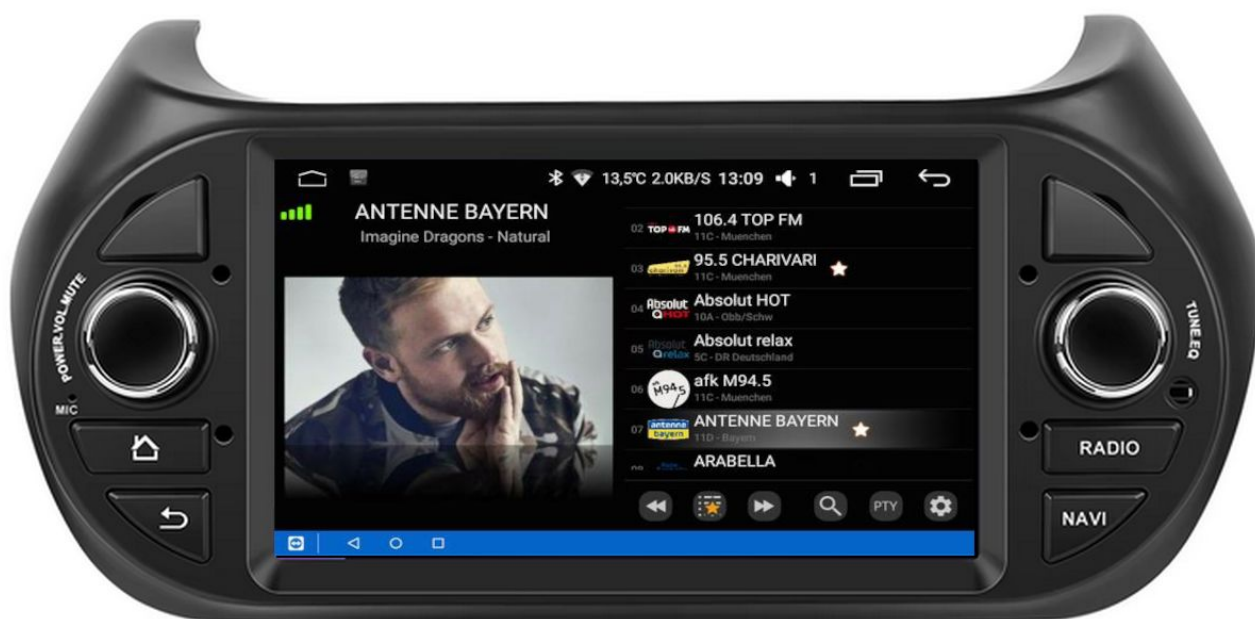 13,5°C 2.0KB/S 13:09 1
ANTENNE BAYERN
Imagine Dragons - Natural
02 TOP FM 106.4 TOP FM
11C - Muenchen
03 95.5 CHARIVARI
11C - Muenchen
04 Absolut HOT Absolut HOT
10A - Obb/Schw
05 Absolut relax Absolut relax
5C - DR Deutschland
06 afk M94.5 afk M94.5
11C - Muenchen
07 antenne bayern ANTENNE BAYERN
11D - Bayern
ARABELLA
PTY
POWER.VOL.MUTE
MIC
TUNE.EQ
RADIO
NAVI